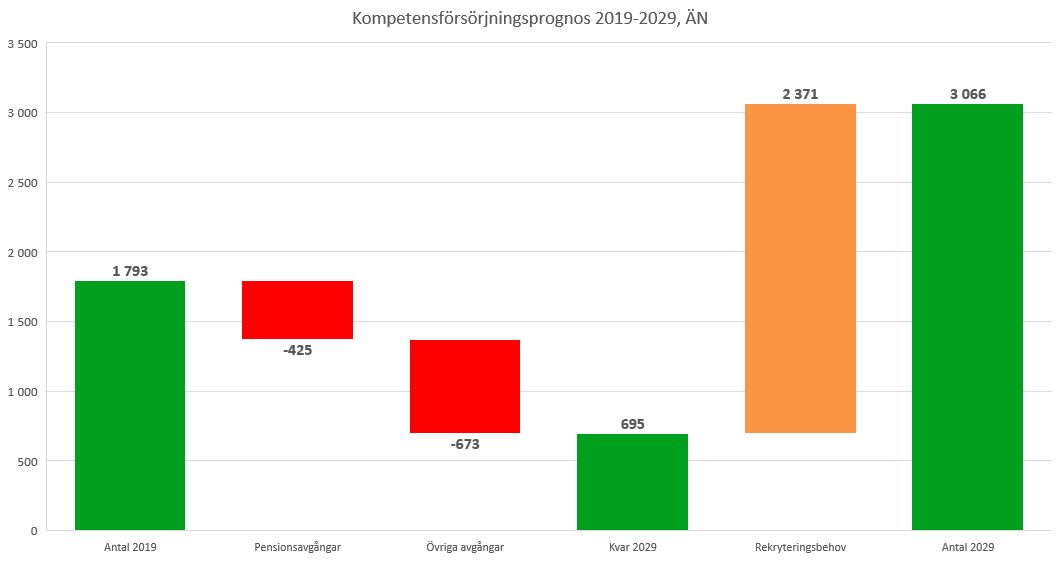 Kompetensförsörjningsprognos 2019-2029, ÄN
3 500
3 000
2 500
2 000
1 500
1 000
500
0
1 793
-425
-673
695
2 371
3 066
Antal 2019
Pensionsavgångar
Övriga avgångar
Kvar 2029
Rekryteringsbehov
Antal 2029